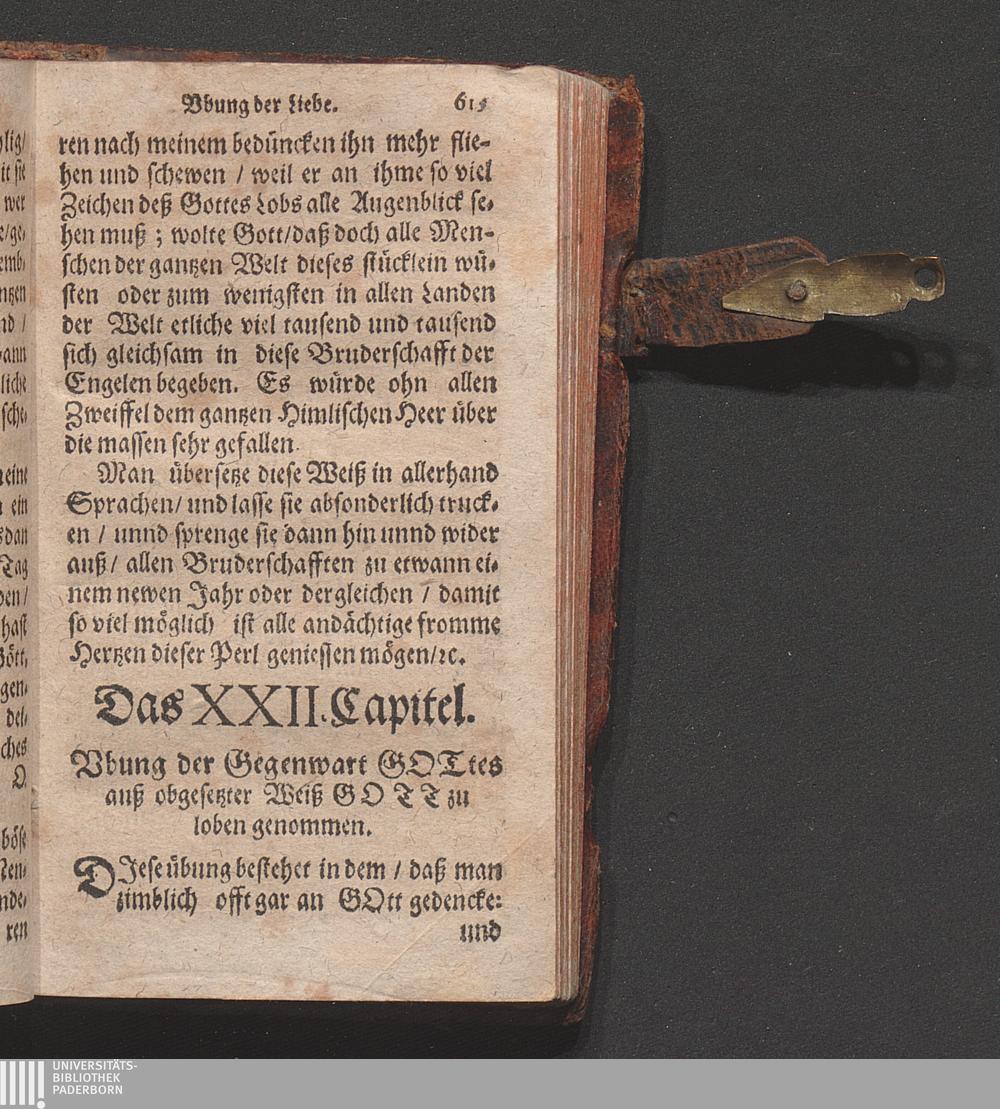 Vbung der Liebe. 615
ren nach meinem bedüncken ihn mehr flie-
hen und schewen / weil er an ihme so viel
Zeichen deß Gottes Lobs alle Augenblick se-
hen muß ; wolte Gott/daß doch alle Men-
schen der gantzen Welt dieses stücklein wü-
sten oder zum wenigsten in allen Landen
der Welt etliche viel tausend und tausend
sich gleichsam in diese Bruderschafft der
Engelen begeben. Es würde ohn allen
Zweiffel dem gantzen Himlischen Heer über
die massen sehr gefallen.
Man übersetze diese Weiß in allerhand
Sprachen/ und lasse sie absonderlich truck-
en / unnd sprenge sie dann hin unnd wider
auß/ allen Bruderschafften zu etwann ei-
nem newen Jahr oder dergleichen / damit
so viel möglich ist alle andächtige fromme
Hertzen dieser Perl geniessen mögen/ꝛc.
Das XXII. Capitel.
Vbung der Gegenwart GOTtes
auß obgesetzter Weiß GOTT zu
loben genommen.
DIese übung bestehet in dem / daß man
zimblich offt gar an GOtt gedencke:
und
UNIVERSITÄTS-
BIBLIOTHEK
PADERBORN